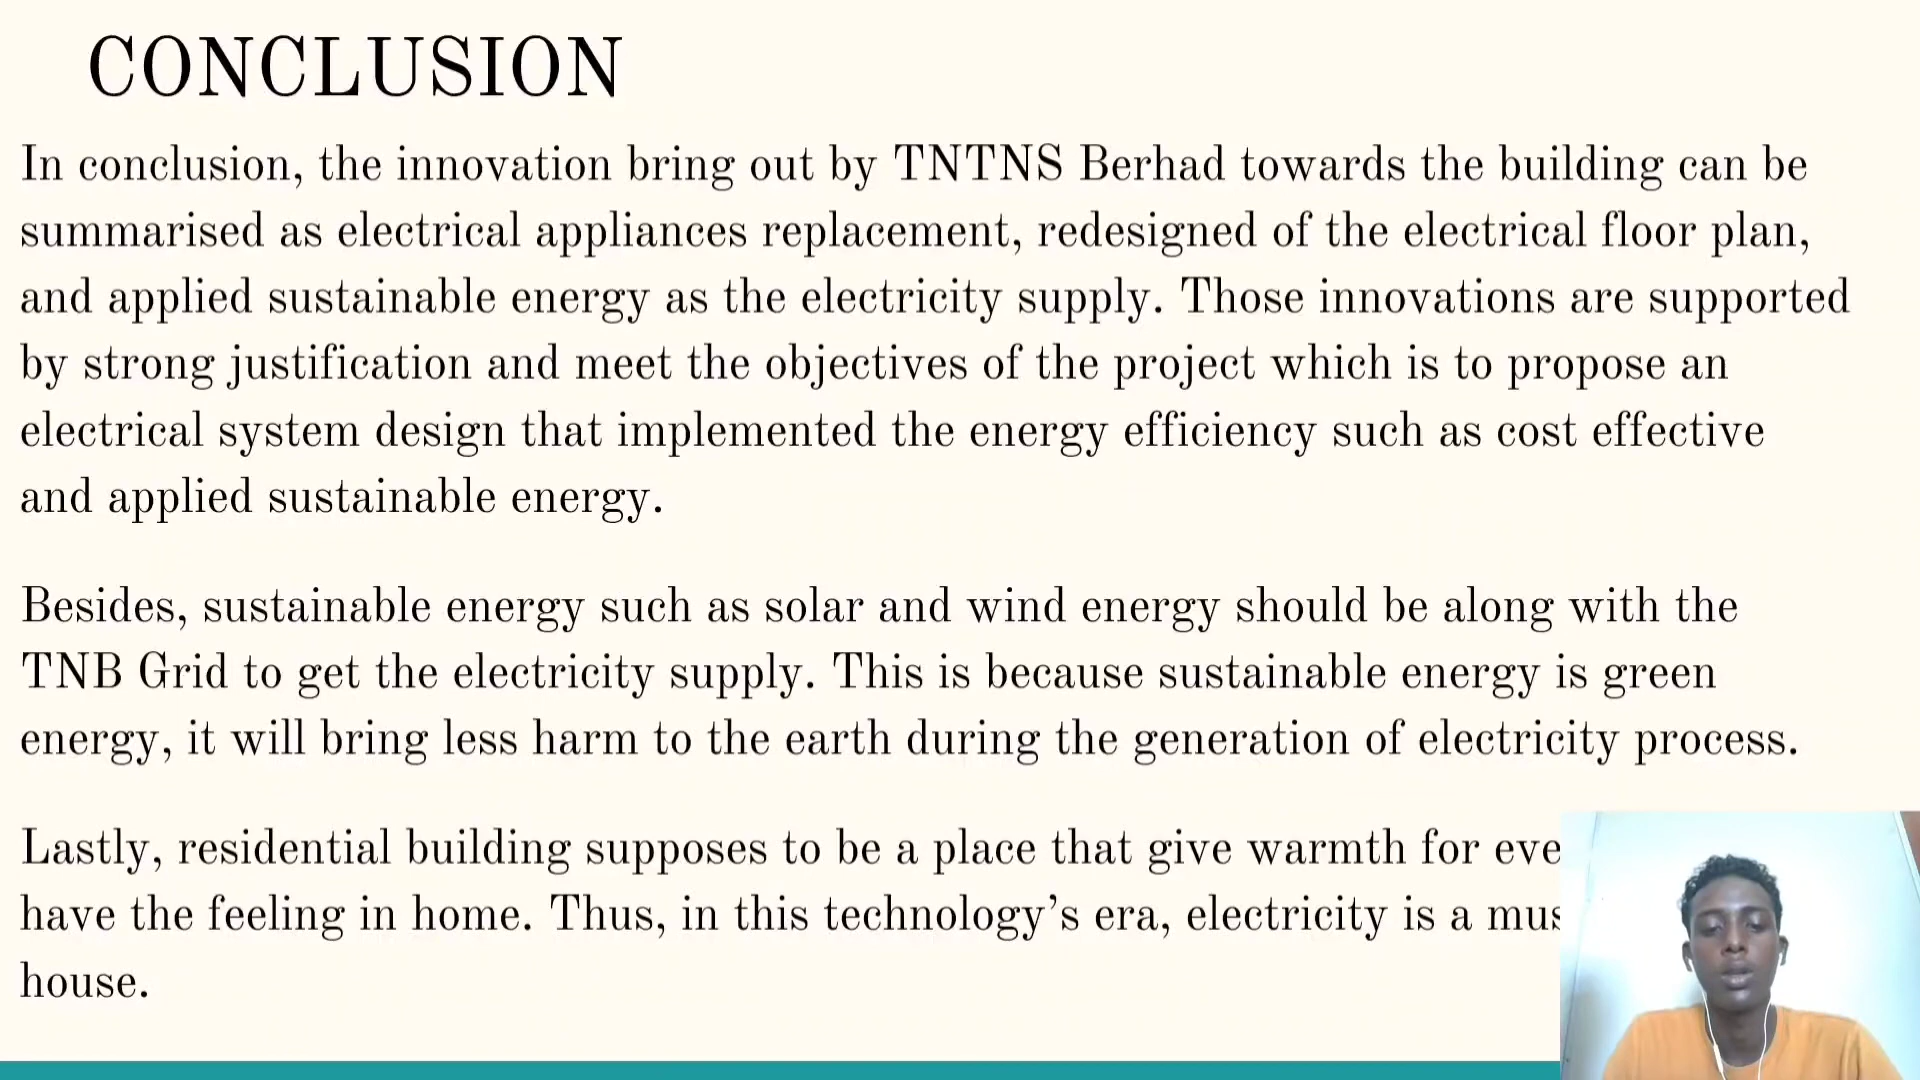 CONCLUSION
In conclusion, the innovation bring out by TNTNS Berhad towards the building can be
summarised as electrical appliances replacement, redesigned of the electrical floor plan,
and applied sustainable energy as the electricity supply. Those innovations are supported
by strong justification and meet the objectives of the project which is to propose an
electrical system design that implemented the energy efficiency such as cost effective
and applied sustainable energy.
Besides, sustainable energy such as solar and wind energy should be along with the
TNB Grid to get the electricity supply. This is because sustainable energy is green
energy, it will bring less harm to the earth during the generation of electricity process.
Lastly, residential building supposes to be a place that give warmth for
have the feeling in home. Thus, in this technology’s era, electricity is a
house.